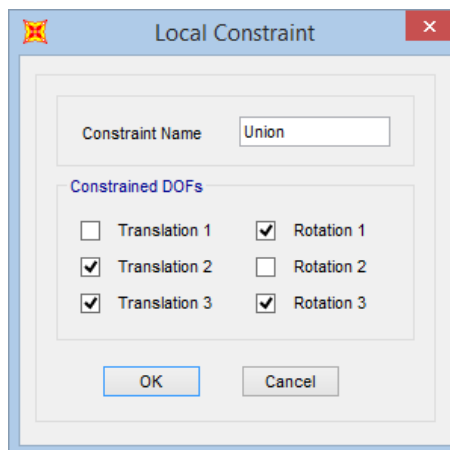 Local Constraint
Constraint Name Union
Constrained DOFs
Translation 1 Rotation 1
Translation 2 Rotation 2
Translation 3 Rotation 3
OK Cancel